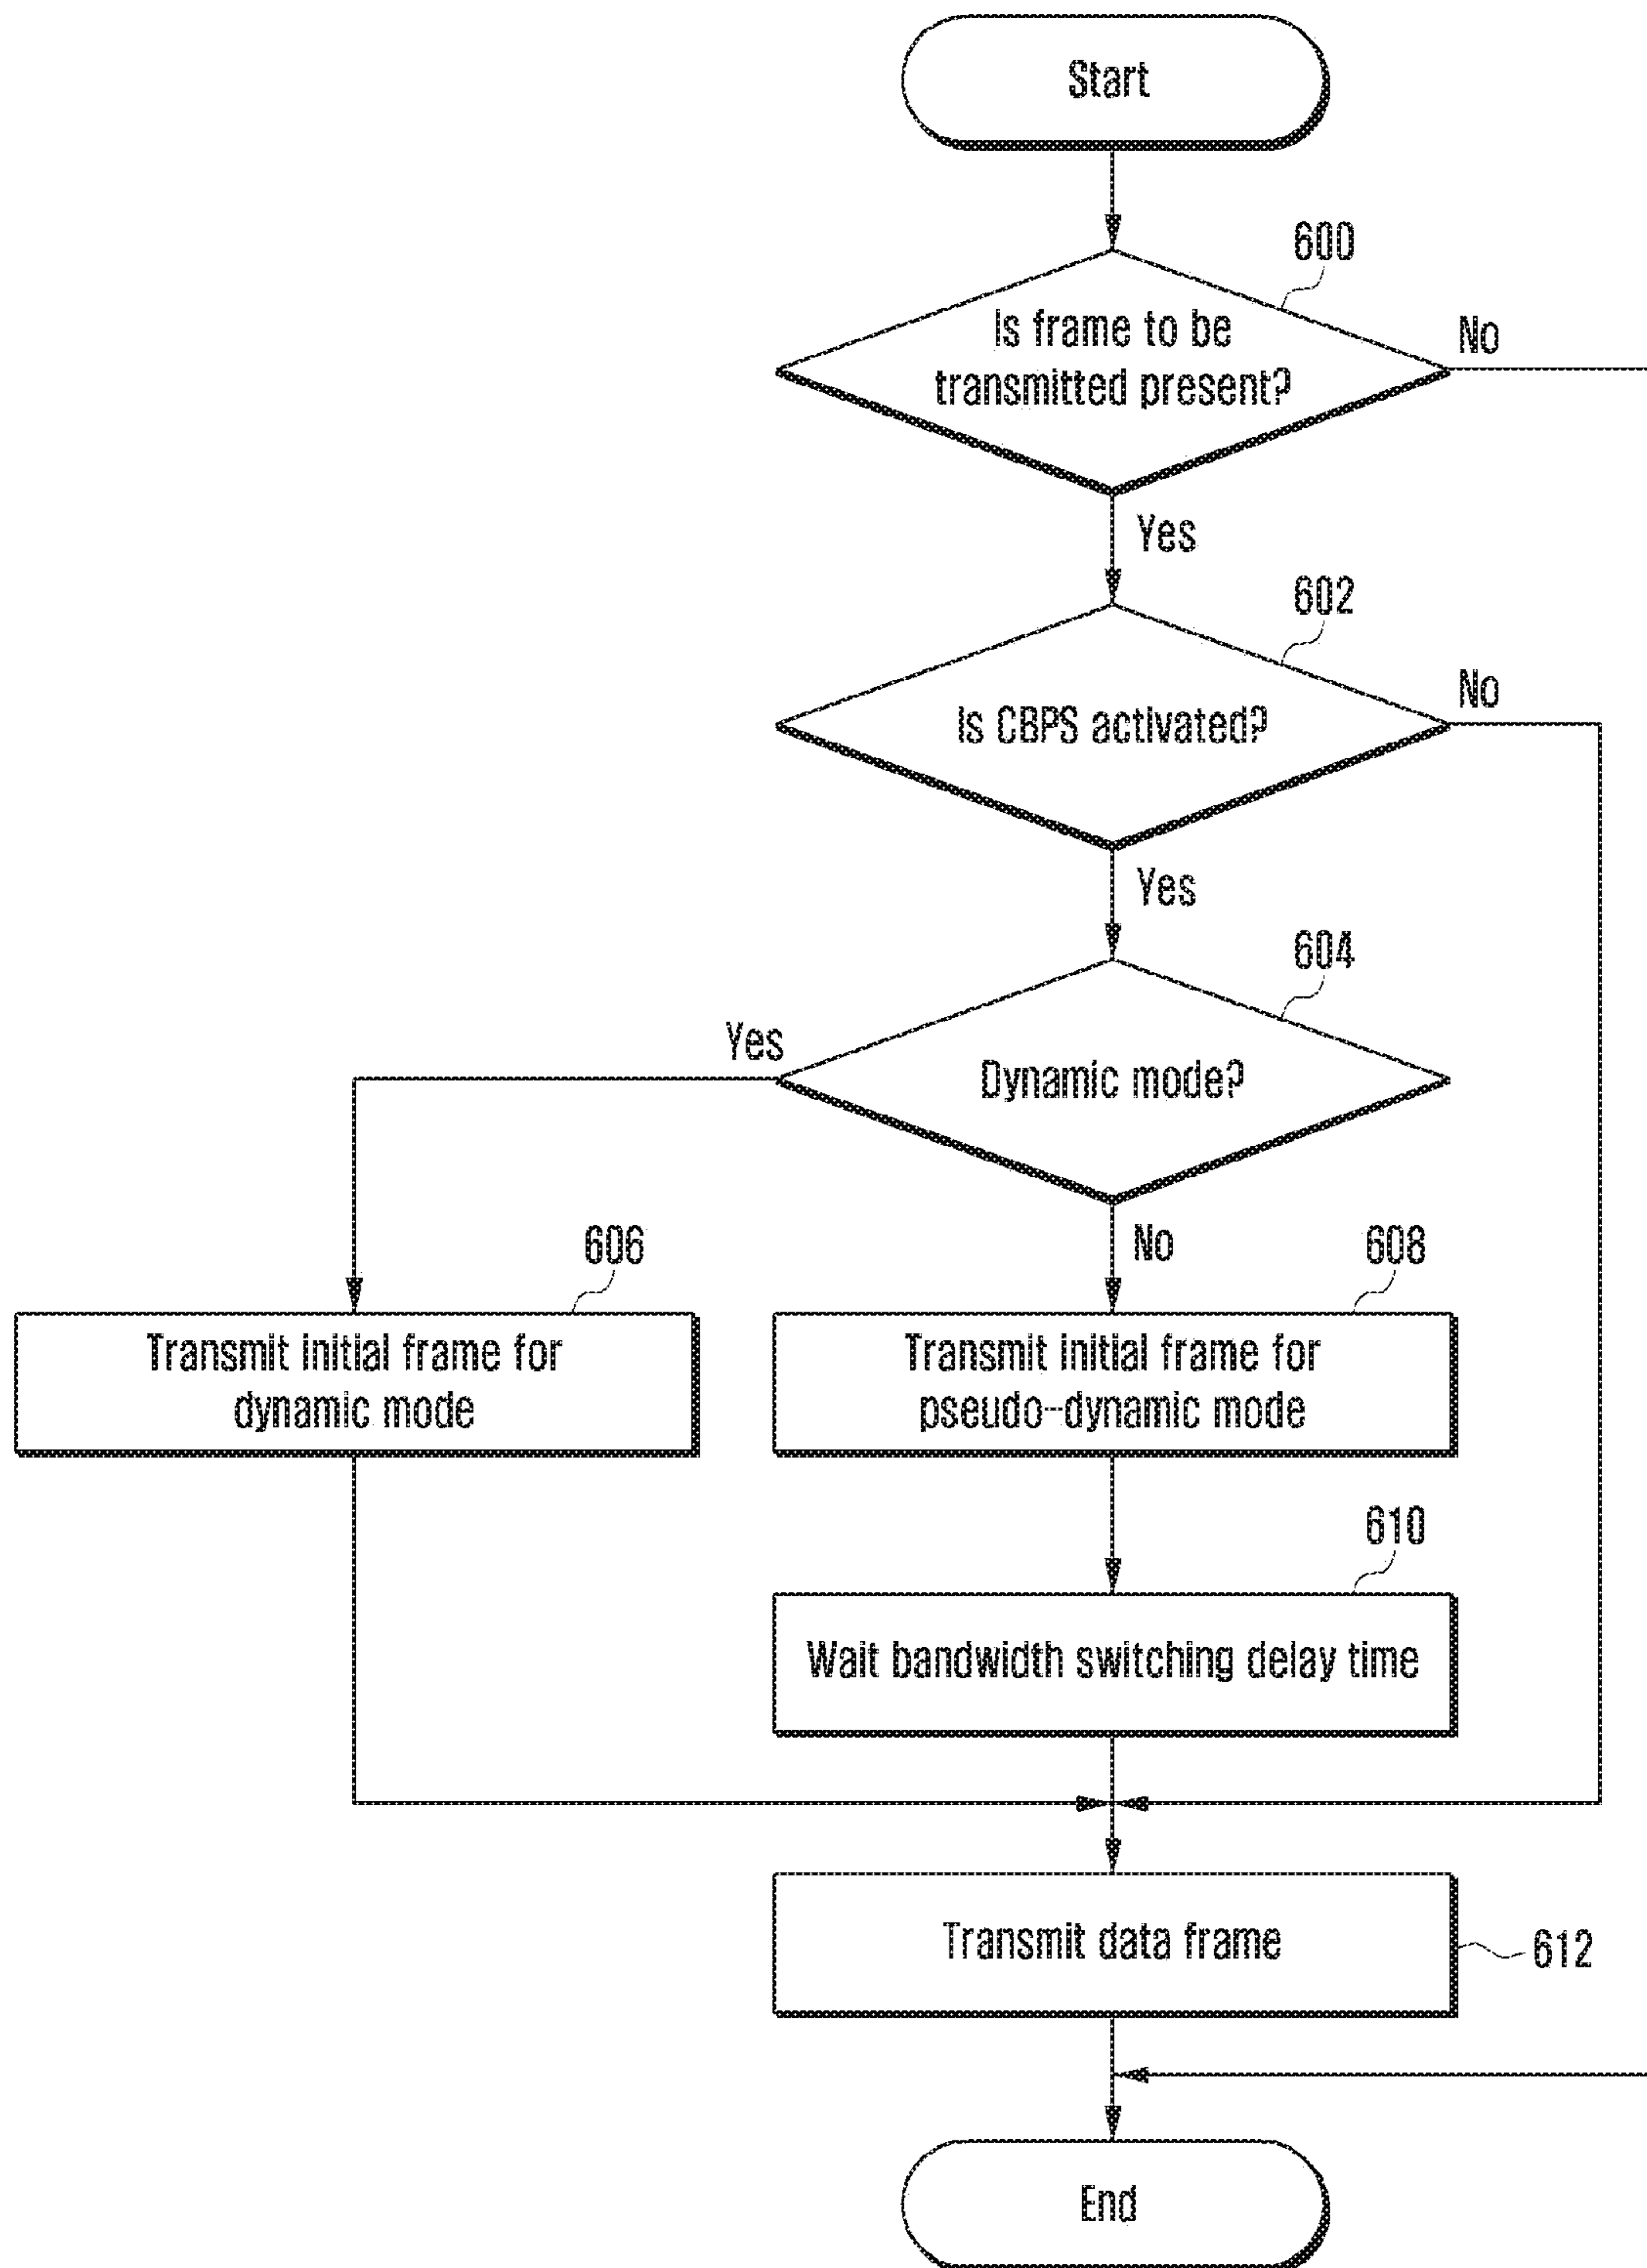 Start
600
Is frame to be
transmitted present?
No
Yes
602
Is CBPS activated?
No
Yes
604
Yes
Dynamic mode?
606
No
608
Transmit initial frame for
dynamic mode
Transmit initial frame for
pseudo-dynamic mode
610
Wait bandwidth switching delay time
Transmit data frame
612
End